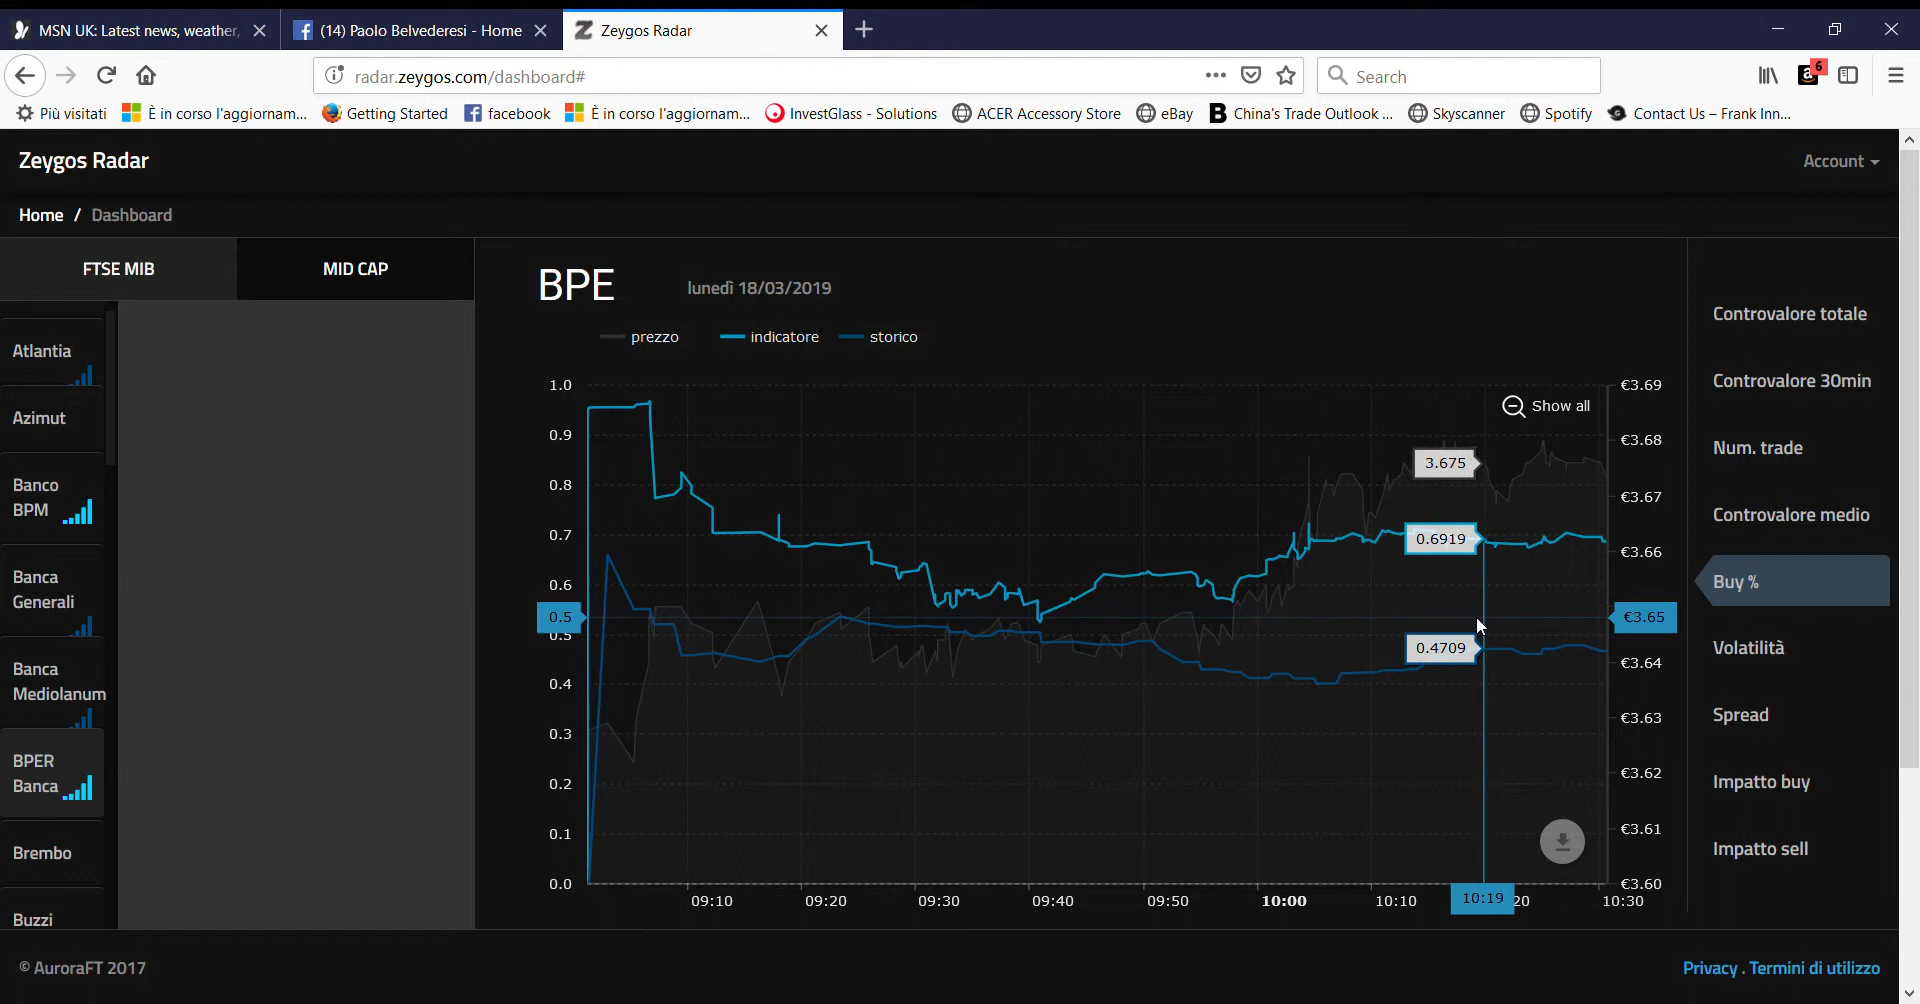 MSN UK: Latest news, weather,
(14) Paolo Belvederesi - Home
Zeygos Radar
radar.zeygos.com/dashboard#
Search
6
Più visitati
È in corso l'aggiornam...
Getting Started
facebook
È in corso l'aggiornam...
InvestGlass - Solutions
ACER Accessory Store
eBay
China's Trade Outlook ...
Skyscanner
Spotify
Contact Us – Frank Inn...
Zeygos Radar
Account
Home / Dashboard
FTSE MIB
MID CAP
Atlantia
Azimut
Banco
BPM
Banca
Generali
Banca
Mediolanum
BPER
Banca
Brembo
Buzzi
BPE
lunedì 18/03/2019
prezzo
indicatore
storico
1.0
0.9
0.8
0.7
0.6
0.5
0.5
0.4
0.3
0.2
0.1
0.0
Show all
3.675
0.6919
0.4709
€3.69
€3.68
€3.67
€3.66
€3.65
€3.64
€3.63
€3.62
€3.61
€3.60
09:10
09:20
09:30
09:40
09:50
10:00
10:10
10:19
20
10:30
Controvalore totale
Controvalore 30min
Num. trade
Controvalore medio
Buy %
Volatilità
Spread
Impatto buy
Impatto sell
© AuroraFT 2017
Privacy . Termini di utilizzo